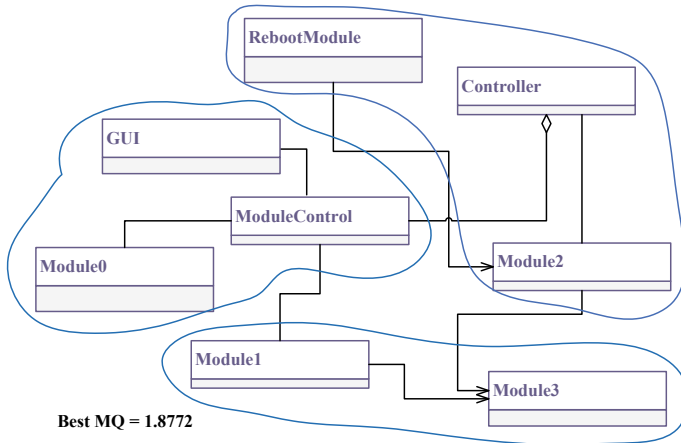 RebootModule
Controller
GUI
ModuleControl
Module0
Module2
Module1
Module3
Best MQ = 1.8772